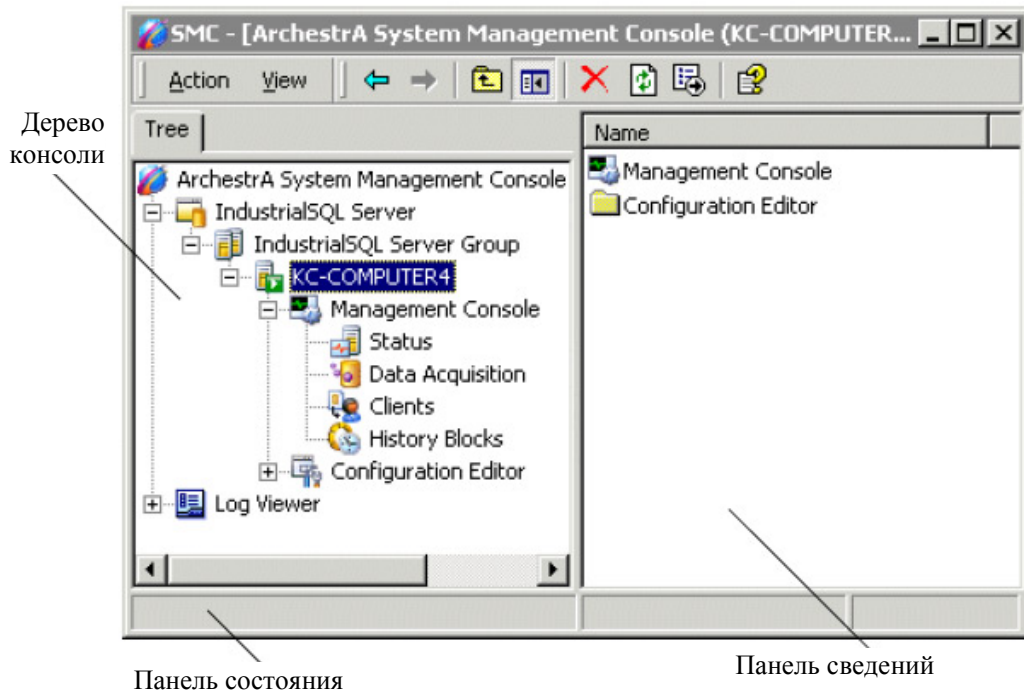 SMC - [ArchestrA System Management Console (KC-COMPUTER...
Action View
Дерево
консоли
Tree
Name
ArchestrA System Management Console
IndustrialSQL Server
IndustrialSQL Server Group
KC-COMPUTER4
Management Console
Status
Data Acquisition
Clients
History Blocks
Configuration Editor
Log Viewer
Management Console
Configuration Editor
Панель состояния
Панель сведений